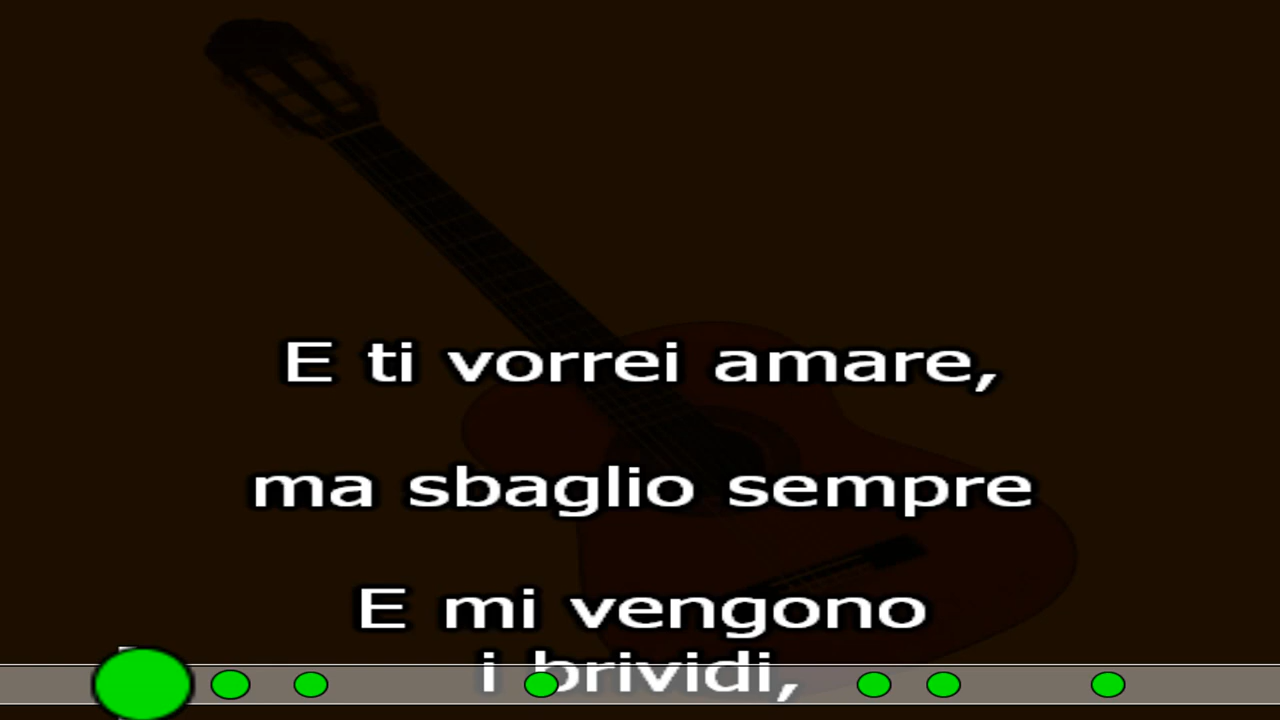 E ti vorrei amare,
ma sbaglio sempre
E mi vengono
i brividi,